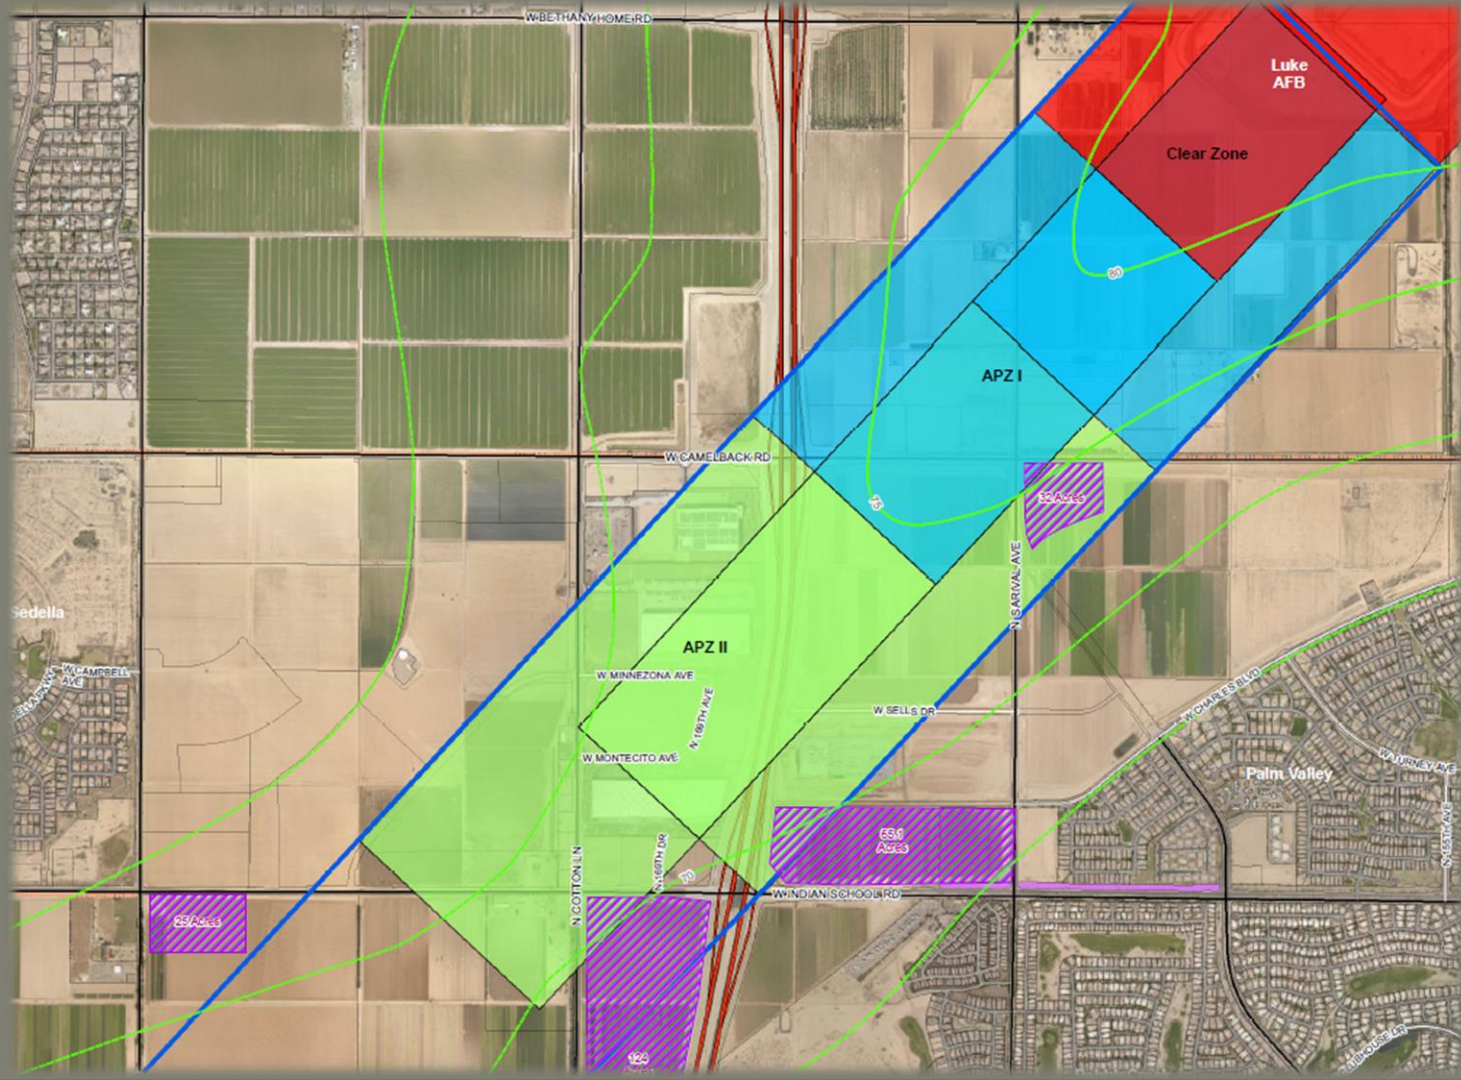 W BETHANY HOME RD
Luke
AFB
Clear Zone
80
APZ I
W CAMELBACK RD
32 Acres
75
N SARIVAL AVE
Sedella
APZ II
W CAMPBELL
AVE
W MINNEZONA AVE
N 169TH AVE
W SELLS DR
W CHARLES BLVD
W MONTECITO AVE
Palm Valley
W TURNEY AVE
N 155TH AVE
65.1
Acres
N 169TH DR
70
N COTTON LN
W INDIAN SCHOOL RD
25 Acres
124